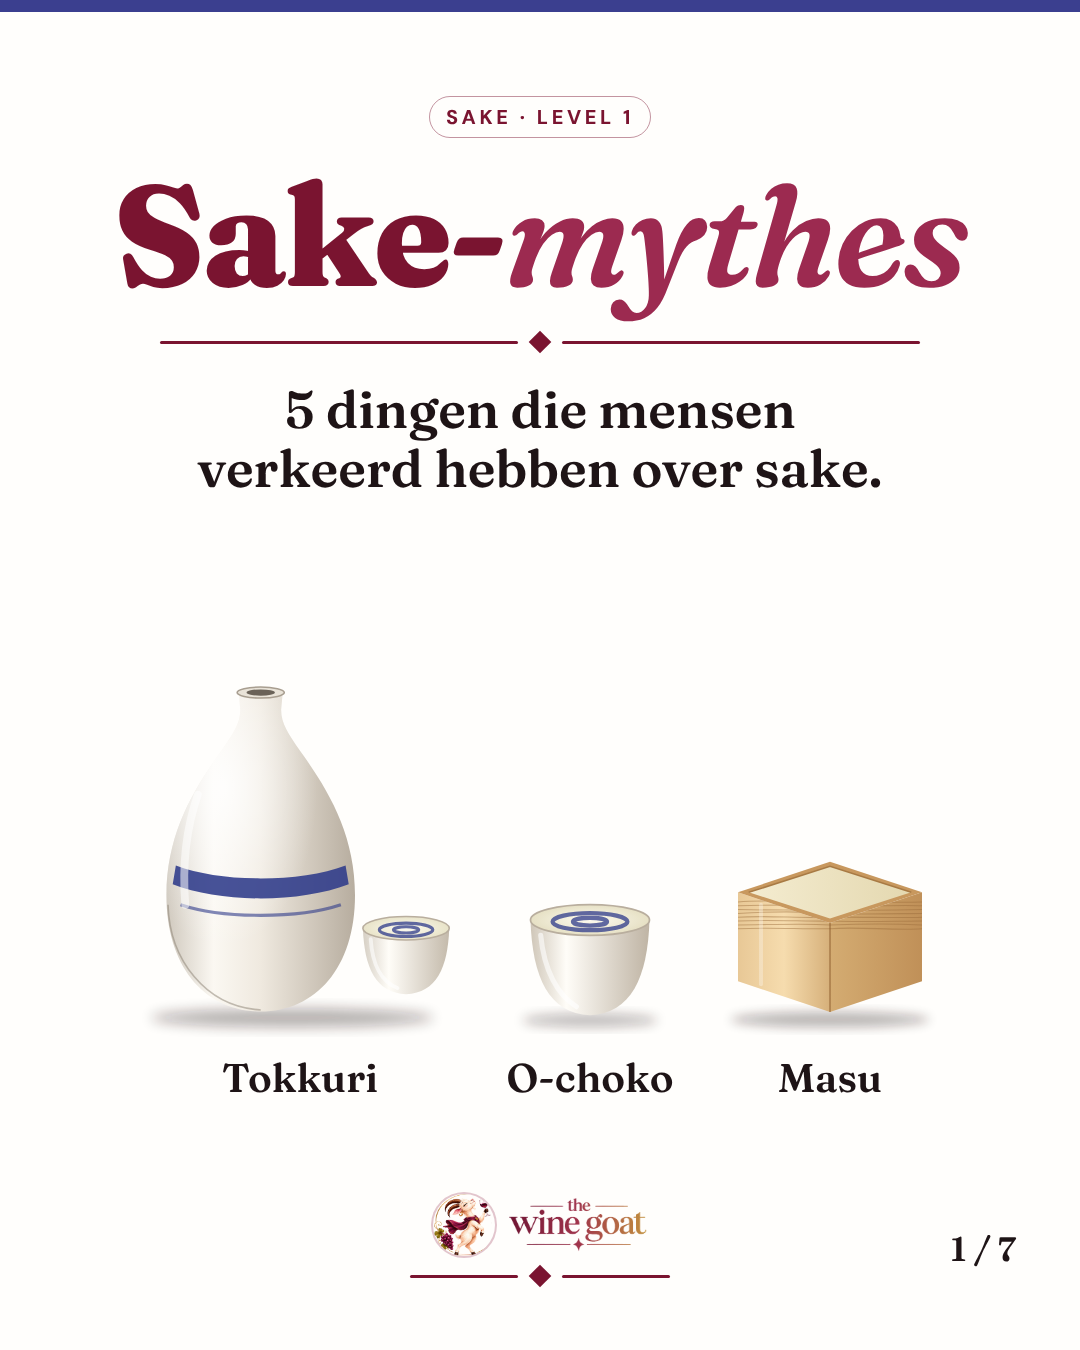 SAKE · LEVEL 1
Sake-mythes
5 dingen die mensen
verkeerd hebben over sake.
Tokkuri
O-choko
Masu
the
wine goat
1 / 7